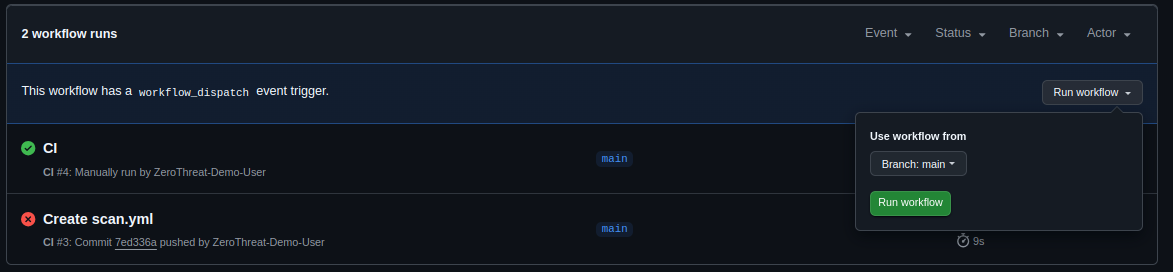 2 workflow runs
Event
Status
Branch
Actor
This workflow has a workflow_dispatch event trigger.
Run workflow
Use workflow from
Branch: main
Run workflow
CI
CI #4: Manually run by ZeroThreat-Demo-User
main
Create scan.yml
CI #3: Commit 7ed336a pushed by ZeroThreat-Demo-User
main
9s